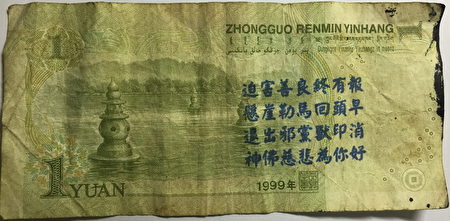 ZHONGGUO RENMIN YINHANG
迫害善良終有報
懸崖勒馬回頭早
退出邪黨獸印消
神佛慈悲為你好
1 YUAN
1999年